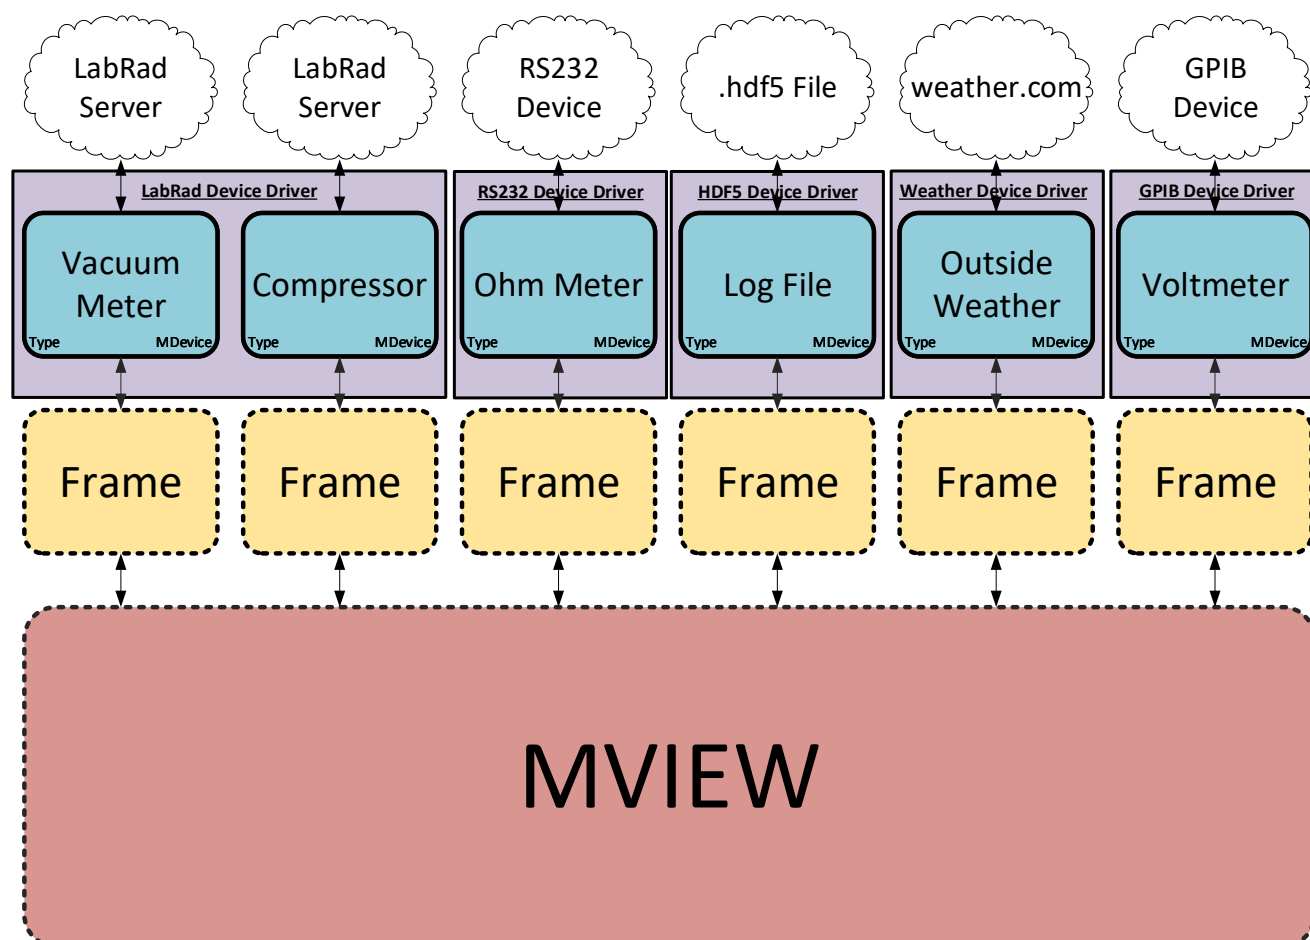 LabRad
Server
LabRad
Server
RS232
Device
.hdf5 File
weather.com
GPIB
Device
LabRad Device Driver
RS232 Device Driver
HDF5 Device Driver
Weather Device Driver
GPIB Device Driver
Vacuum
Meter
Type MDevice
Compressor
Type MDevice
Ohm Meter
Type MDevice
Log File
Type MDevice
Outside
Weather
Type MDevice
Voltmeter
Type MDevice
Frame
Frame
Frame
Frame
Frame
Frame
MVIEW